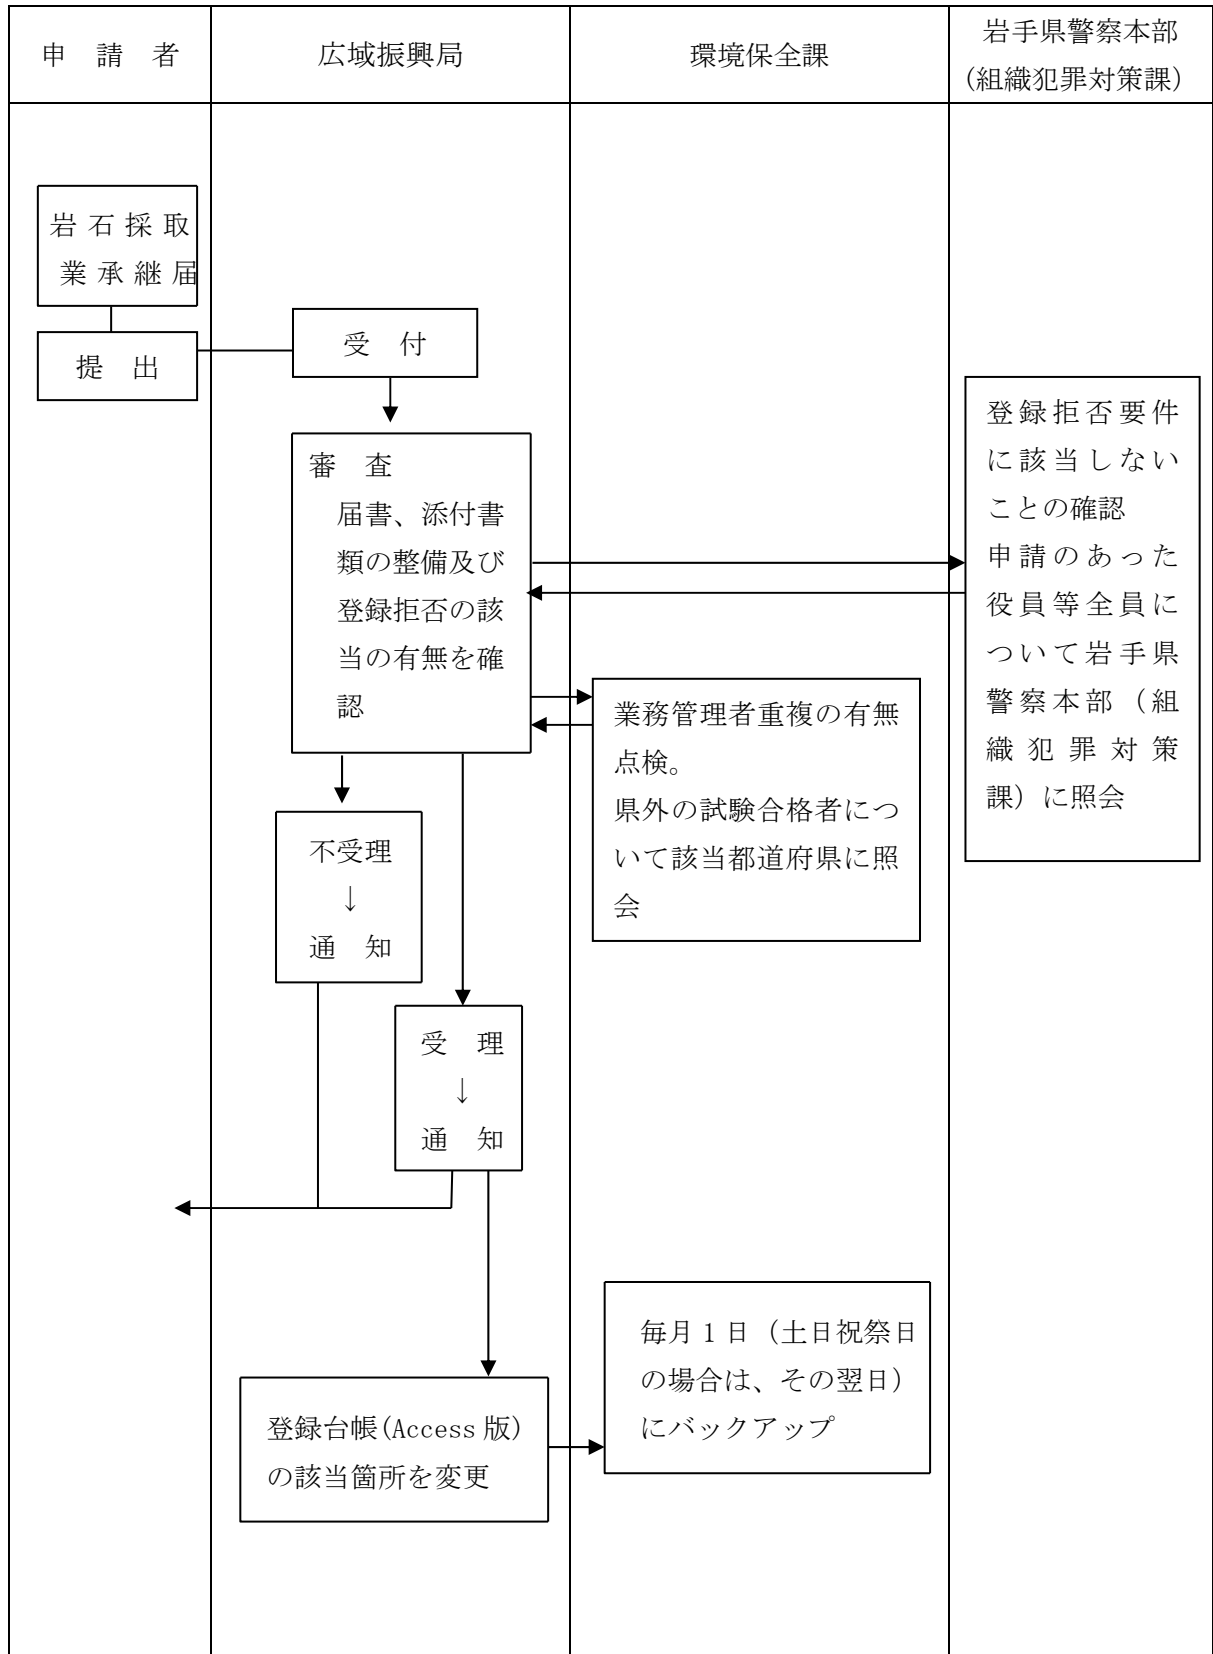 申　請　者
広域振興局
環境保全課
岩手県警察本部
(組織犯罪対策課)
岩石採取
業承継届
提　出
受　付
審　査
届書、添付書
類の整備及び
登録拒否の該
当の有無を確
認
登録拒否要件
に該当しない
ことの確認
申請のあった
役員等全員に
ついて岩手県
警察本部（組
織犯罪対策
課）に照会
業務管理者重複の有無
点検。
県外の試験合格者につ
いて該当都道府県に照
会
不受理
↓
通　知
受　理
↓
通　知
登録台帳(Access 版)
の該当箇所を変更
毎月１日（土日祝祭日
の場合は、その翌日）
にバックアップ